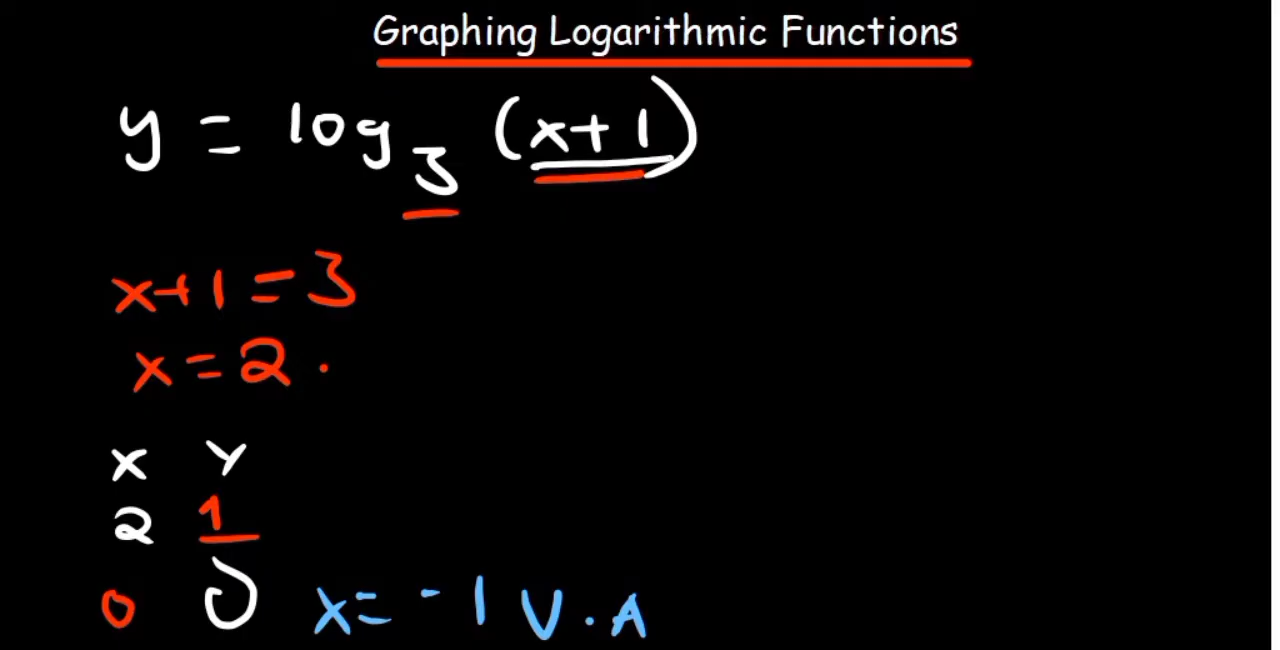 Graphing Logarithmic Functions
y = log₃ (x+1)
x+1=3
x=2.
X Y
2 1
0 0 x=-1 V.A